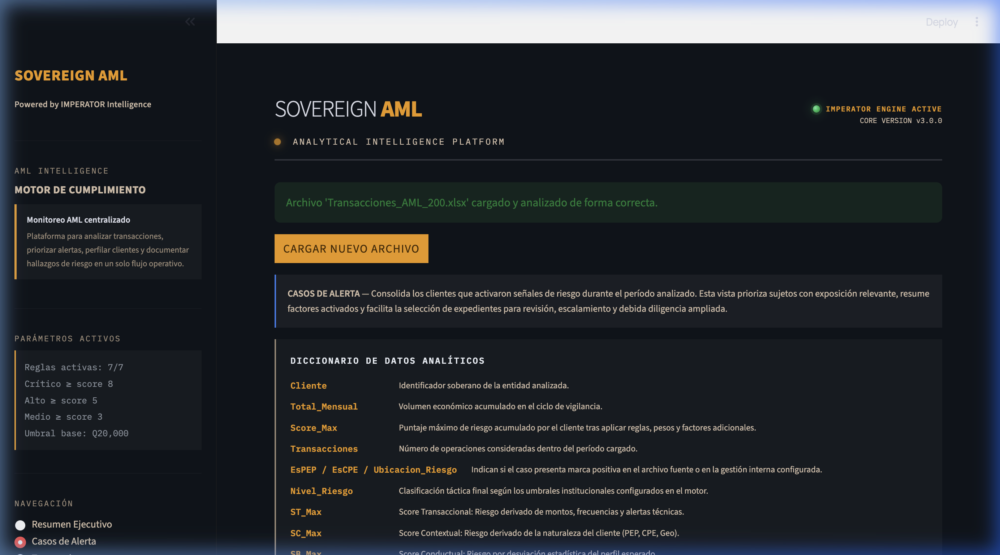 Deploy
SOVEREIGN AML
Powered by IMPERATOR Intelligence
AML INTELLIGENCE
MOTOR DE CUMPLIMIENTO
Monitoreo AML centralizado
Plataforma para analizar transacciones,
priorizar alertas, perfilar clientes y documentar
hallazgos de riesgo en un solo flujo operativo.
PARÁMETROS ACTIVOS
Reglas activas: 7/7
Crítico ≥ score 8
Alto ≥ score 5
Medio ≥ score 3
Umbral base: Q20,000
NAVEGACIÓN
Resumen Ejecutivo
Casos de Alerta
SOVEREIGN AML
IMPERATOR ENGINE ACTIVE
CORE VERSION v3.0.0
ANALYTICAL INTELLIGENCE PLATFORM
Archivo 'Transacciones_AML_200.xlsx' cargado y analizado de forma correcta.
CARGAR NUEVO ARCHIVO
CASOS DE ALERTA — Consolida los clientes que activaron señales de riesgo durante el período analizado. Esta vista prioriza sujetos con exposición relevante, resume
factores activados y facilita la selección de expedientes para revisión, escalamiento y debida diligencia ampliada.
DICCIONARIO DE DATOS ANALÍTICOS
Cliente Identificador soberano de la entidad analizada.
Total_Mensual Volumen económico acumulado en el ciclo de vigilancia.
Score_Max Puntaje máximo de riesgo acumulado por el cliente tras aplicar reglas, pesos y factores adicionales.
Transacciones Número de operaciones consideradas dentro del período cargado.
EsPEP / EsCPE / Ubicacion_Riesgo Indican si el caso presenta marca positiva en el archivo fuente o en la gestión interna configurada.
Nivel_Riesgo Clasificación táctica final según los umbrales institucionales configurados en el motor.
ST_Max Score Transaccional: Riesgo derivado de montos, frecuencias y alertas técnicas.
SC_Max Score Contextual: Riesgo derivado de la naturaleza del cliente (PEP, CPE, Geo).
SB_Max Score Conductual: Riesgo por desviación estadística del perfil esperado.